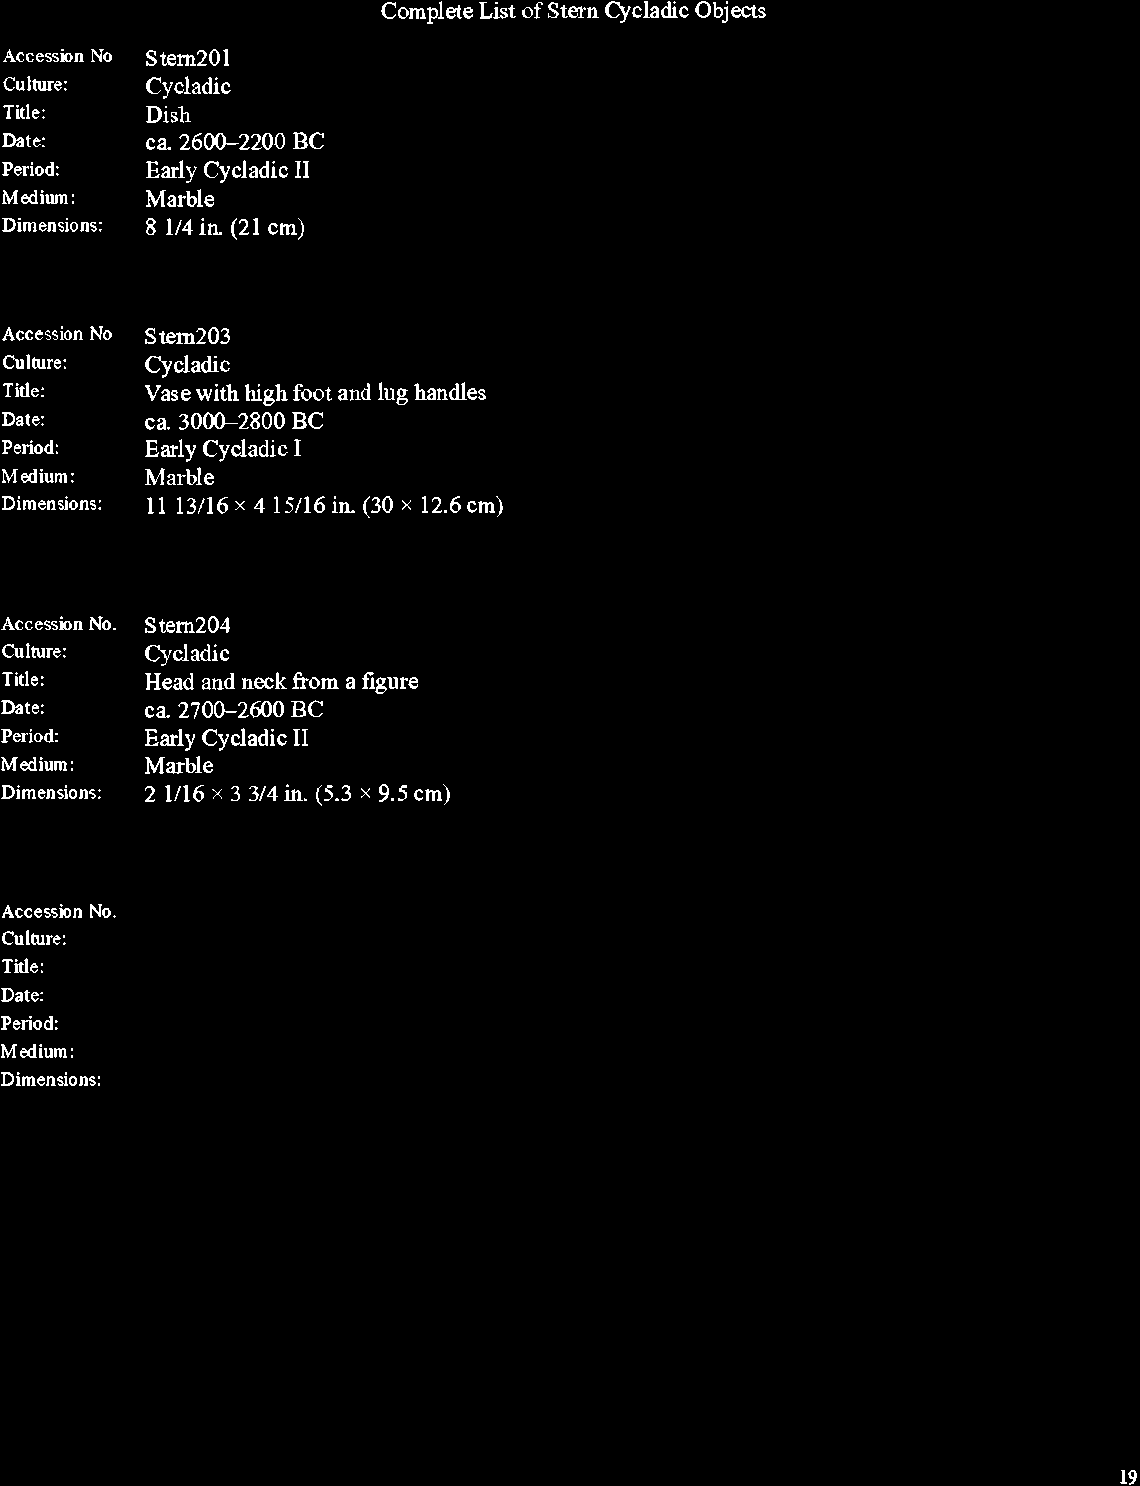 Complete List of Stern Cycladic Objects
Accession No Stern201
Culture: Cycladic
Title: Dish
Date: ca. 2600–2200 BC
Period: Early Cycladic II
Medium: Marble
Dimensions: 8 1/4 in. (21 cm)
Accession No Stern203
Culture: Cycladic
Title: Vase with high foot and lug handles
Date: ca. 3000–2800 BC
Period: Early Cycladic I
Medium: Marble
Dimensions: 11 13/16 × 4 15/16 in. (30 × 12.6 cm)
Accession No. Stern204
Culture: Cycladic
Title: Head and neck from a figure
Date: ca. 2700–2600 BC
Period: Early Cycladic II
Medium: Marble
Dimensions: 2 1/16 × 3 3/4 in. (5.3 × 9.5 cm)
Accession No.
Culture:
Title:
Date:
Period:
Medium:
Dimensions:
19